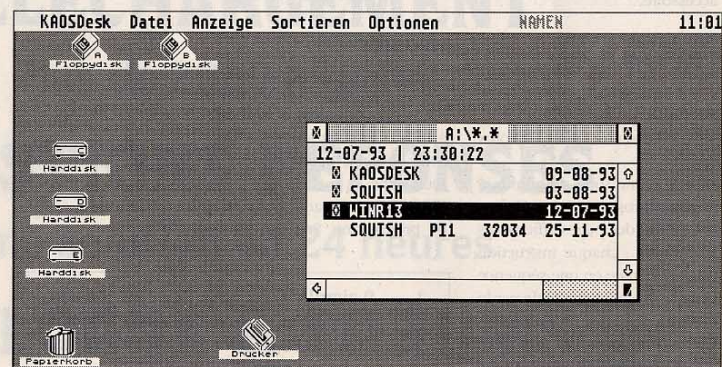 KAOSDesk Datei Anzeige Sortieren Optionen NAMEN 11:01
A Floppydisk
B Floppydisk
C Harddisk
D Harddisk
E Harddisk
Papierkorb
Drucker
A:\*.*
12-07-93 | 23:30:22
KAOSDESK 09-08-93
SQUISH 03-08-93
WINR13 12-07-93
SQUISH PI1 32034 25-11-93
24 heures